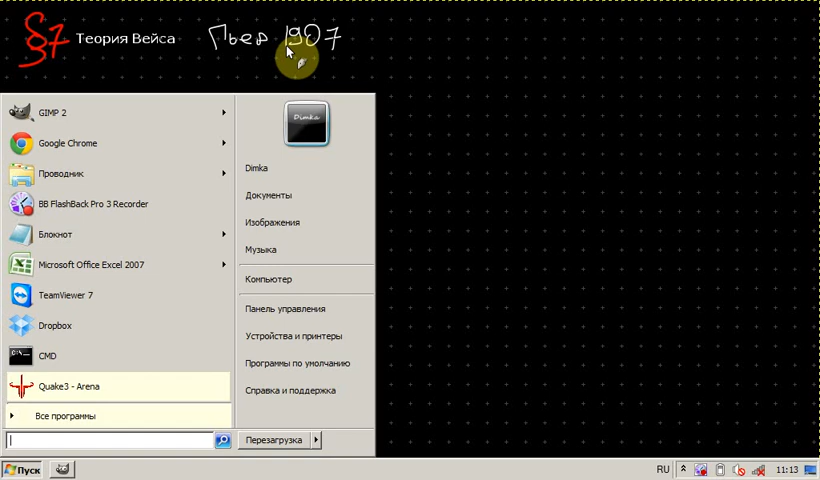 §7 Теория Вейса Пьер 1907
GIMP 2
Google Chrome
Проводник
BB FlashBack Pro 3 Recorder
Блокнот
Microsoft Office Excel 2007
TeamViewer 7
Dropbox
CMD
Quake3 - Arena
Все программы
Dimka
Dimka
Документы
Изображения
Музыка
Компьютер
Панель управления
Устройства и принтеры
Программы по умолчанию
Справка и поддержка
Перезагрузка
Пуск
RU
11:13